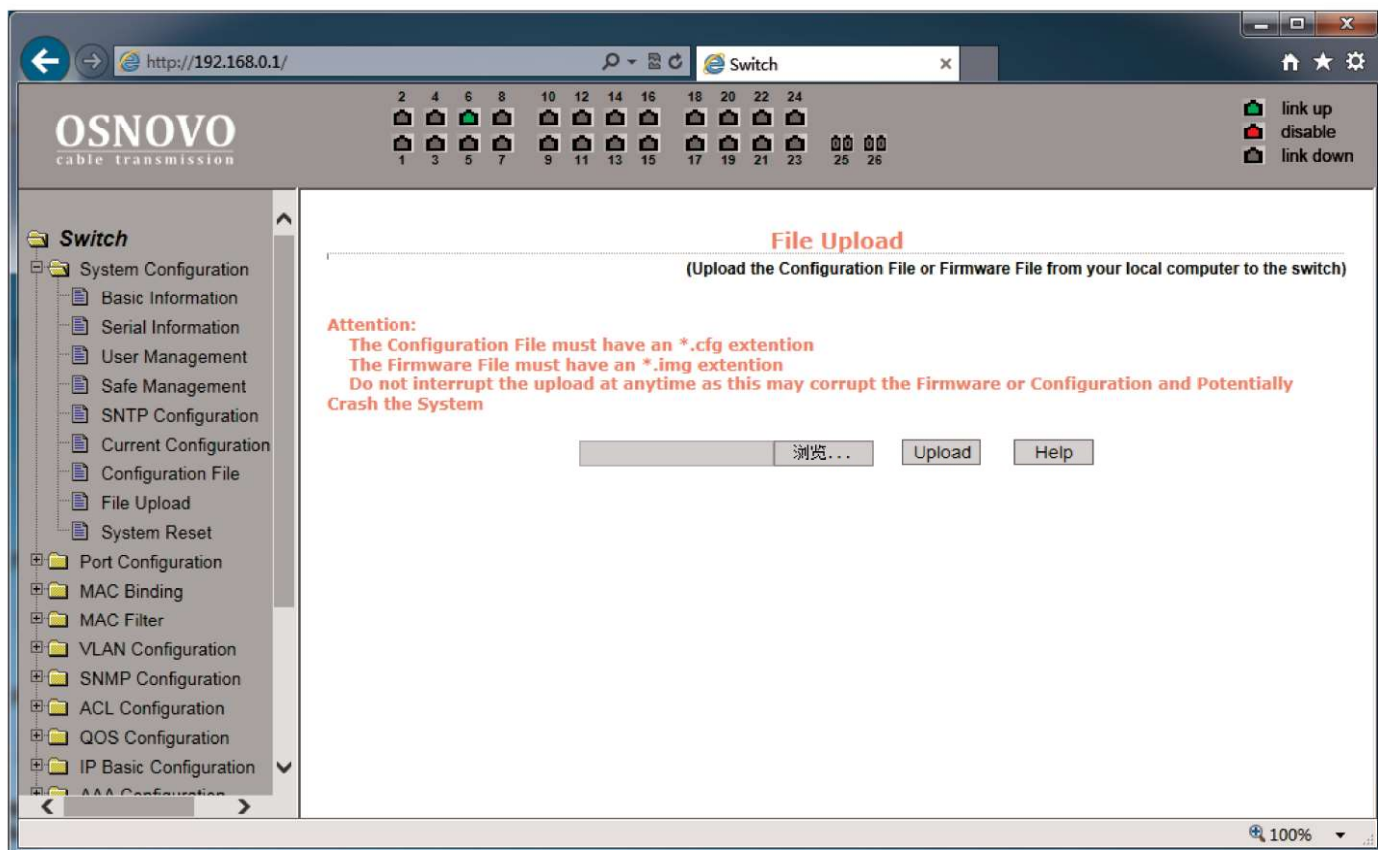 http://192.168.0.1/
Switch
OSNOVO
cable transmission
2 4 6 8 10 12 14 16 18 20 22 24
1 3 5 7 9 11 13 15 17 19 21 23 25 26
link up
disable
link down
Switch
System Configuration
Basic Information
Serial Information
User Management
Safe Management
SNTP Configuration
Current Configuration
Configuration File
File Upload
System Reset
Port Configuration
MAC Binding
MAC Filter
VLAN Configuration
SNMP Configuration
ACL Configuration
QOS Configuration
IP Basic Configuration
AAA Configuration
File Upload
(Upload the Configuration File or Firmware File from your local computer to the switch)
Attention:
The Configuration File must have an *.cfg extention
The Firmware File must have an *.img extention
Do not interrupt the upload at anytime as this may corrupt the Firmware or Configuration and Potentially
Crash the System
浏览... Upload Help
100%